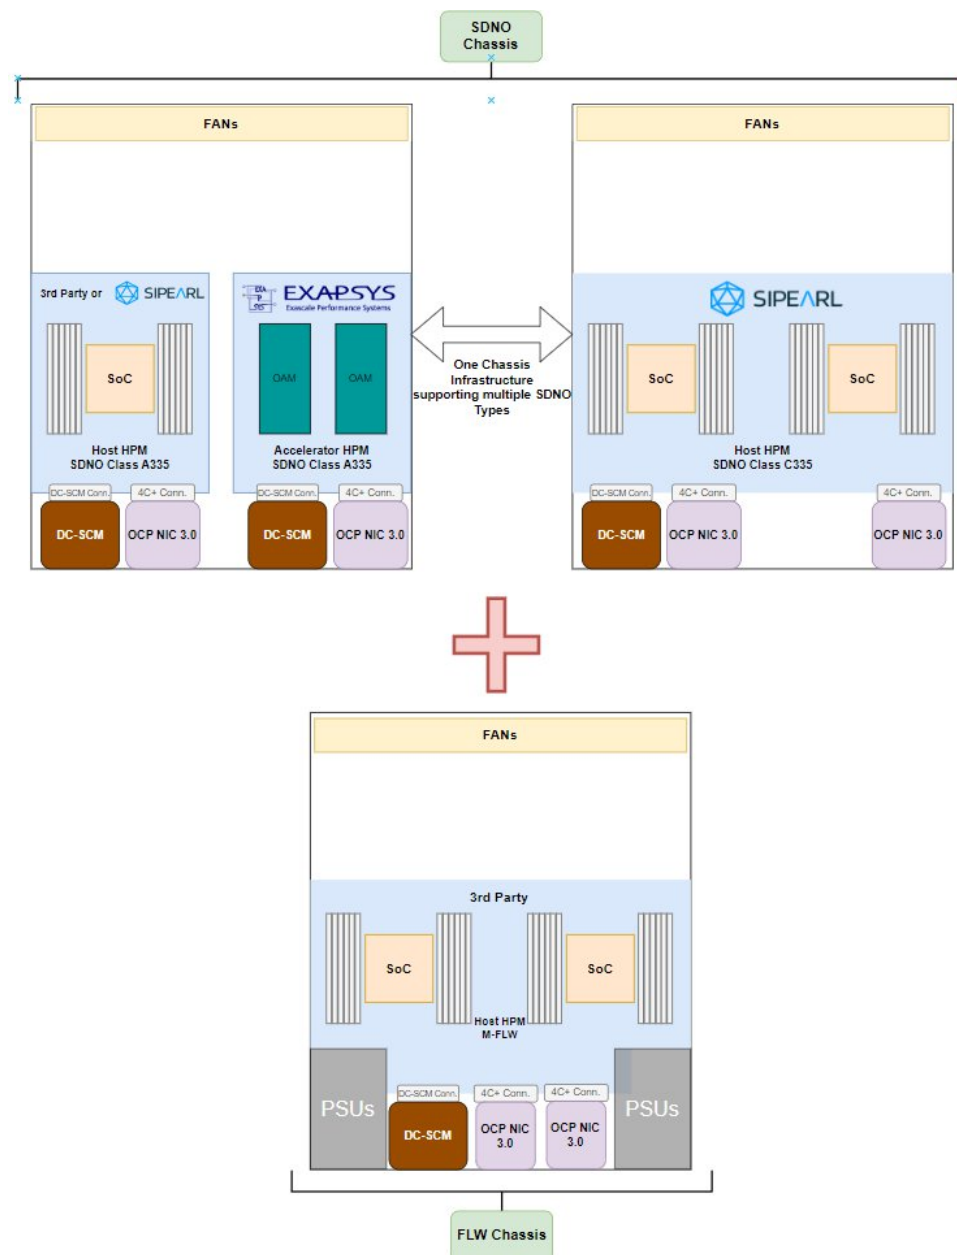 SDNO
Chassis
FANs
FANs
3rd Party or
SIPEARL
EXA
P
SYS
EXAPSYS
Exascale Performance Systems
SIPEARL
SoC
OAM
OAM
SoC
SoC
One Chassis
Infrastructure
supporting multiple SDNO
Types
Host HPM
SDNO Class A335
Accelerator HPM
SDNO Class A335
Host HPM
SDNO Class C335
DC-SCM Conn.
4C+ Conn.
DC-SCM Conn.
4C+ Conn.
DC-SCM Conn.
4C+ Conn.
4C+ Conn.
DC-SCM
OCP NIC 3.0
DC-SCM
OCP NIC 3.0
DC-SCM
OCP NIC 3.0
OCP NIC 3.0
FANs
3rd Party
SoC
SoC
Host HPM
M-FLW
PSUs
DC-SCM Conn.
4C+ Conn.
4C+ Conn.
PSUs
DC-SCM
OCP NIC
3.0
OCP NIC
3.0
FLW Chassis